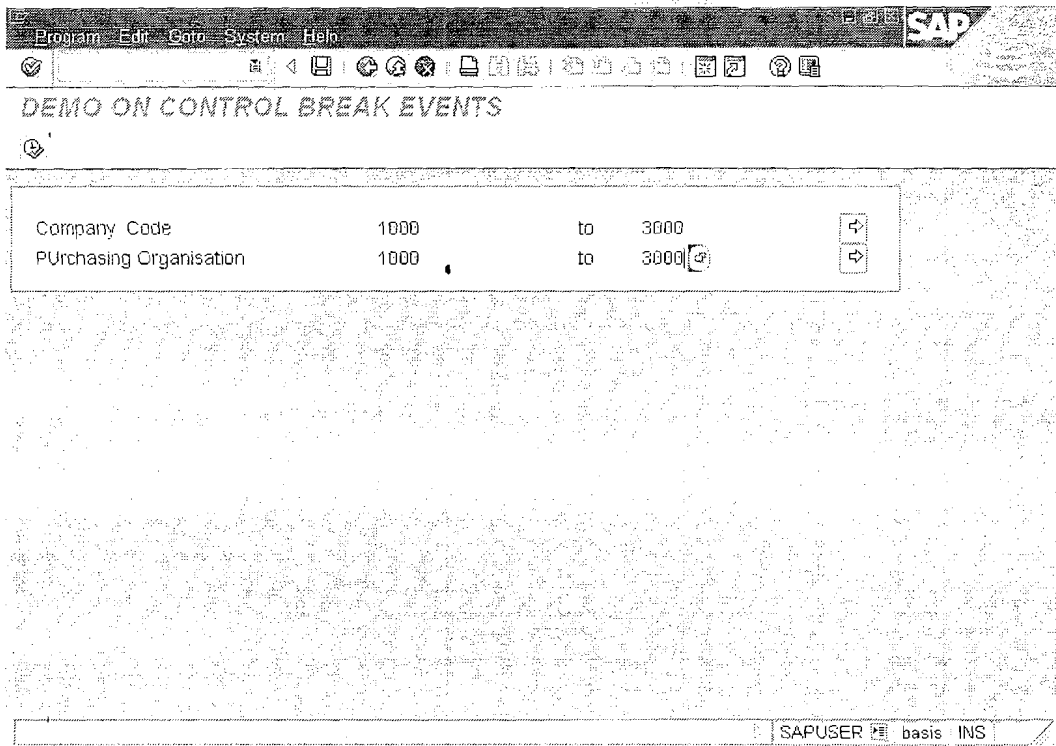 Program Edit Goto System Help
SAP
DEMO ON CONTROL BREAK EVENTS
Company Code 1000 to 3000
PUrchasing Organisation 1000 to 3000
SAPUSER basis INS